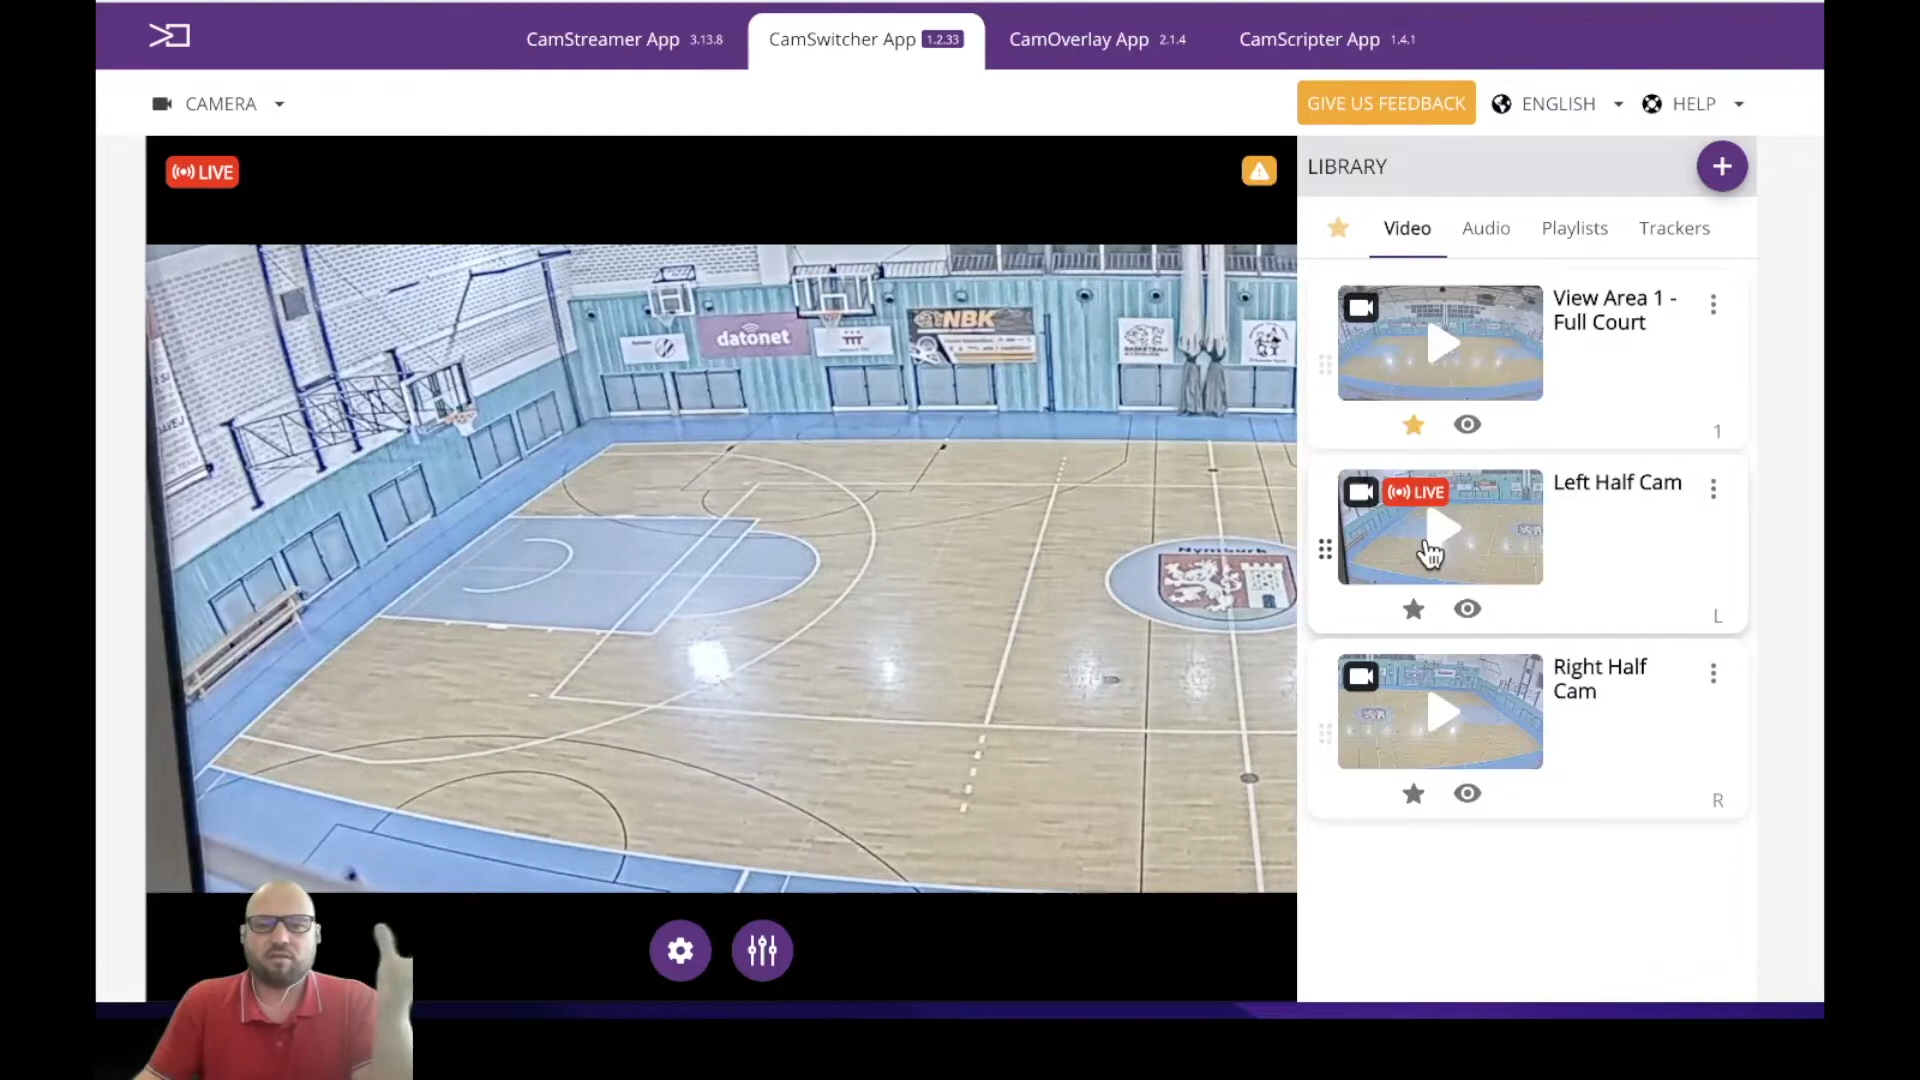 CamStreamer App 3.13.8
CamSwitcher App 1.2.33
CamOverlay App 2.1.4
CamScripter App 1.4.1
CAMERA
GIVE US FEEDBACK
ENGLISH
HELP
LIVE
LIBRARY
+
Video
Audio
Playlists
Trackers
View Area 1 -
Full Court
1
LIVE
Left Half Cam
L
Right Half
Cam
R
datonet
NBK
Nymburk